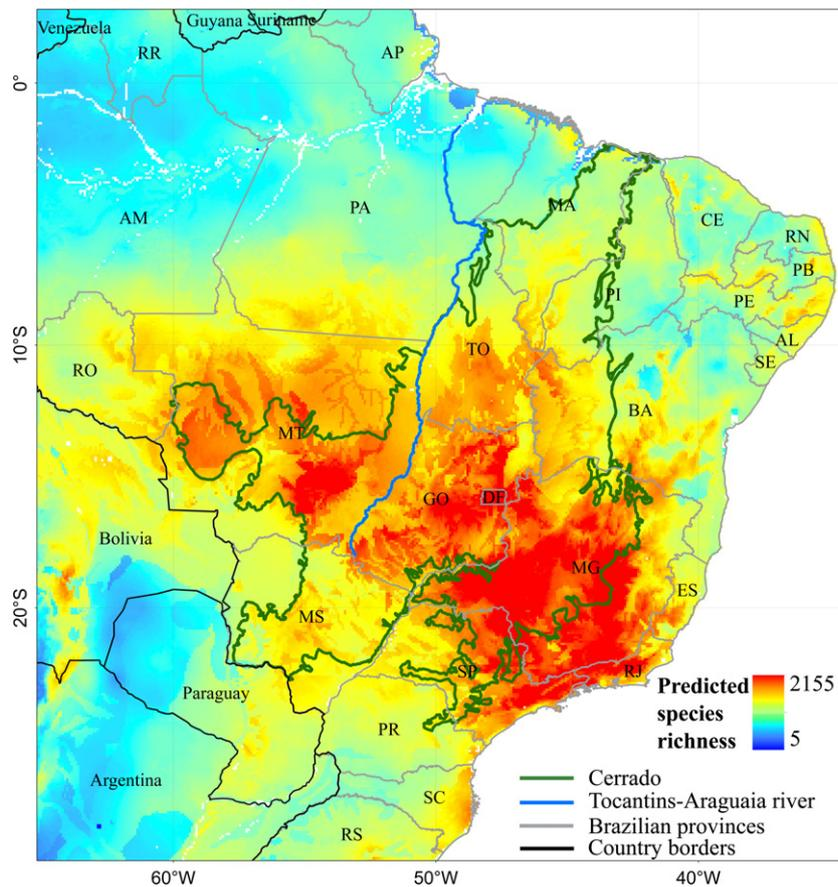 Venezuela
Guyana Suriname
RR
AP
0°
AM
PA
MA
CE
RN
PB
PI
PE
AL
SE
10°S
RO
TO
BA
MT
GO
DF
Bolivia
MG
ES
20°S
MS
SP
RJ
Paraguay
PR
Argentina
SC
RS
Predicted
species
richness
2155
5
Cerrado
Tocantins-Araguaia river
Brazilian provinces
Country borders
60°W
50°W
40°W